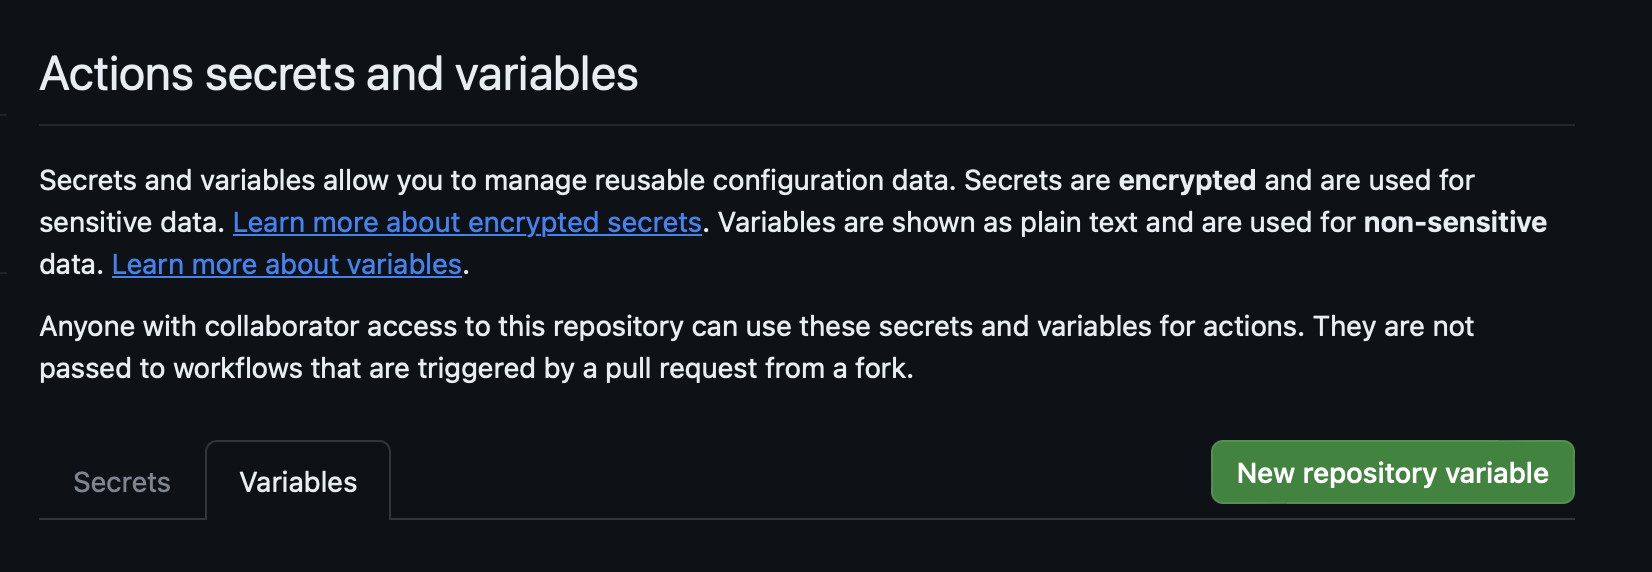 Actions secrets and variables
Secrets and variables allow you to manage reusable configuration data. Secrets are encrypted and are used for
sensitive data. Learn more about encrypted secrets. Variables are shown as plain text and are used for non-sensitive
data. Learn more about variables.
Anyone with collaborator access to this repository can use these secrets and variables for actions. They are not
passed to workflows that are triggered by a pull request from a fork.
Secrets
Variables
New repository variable